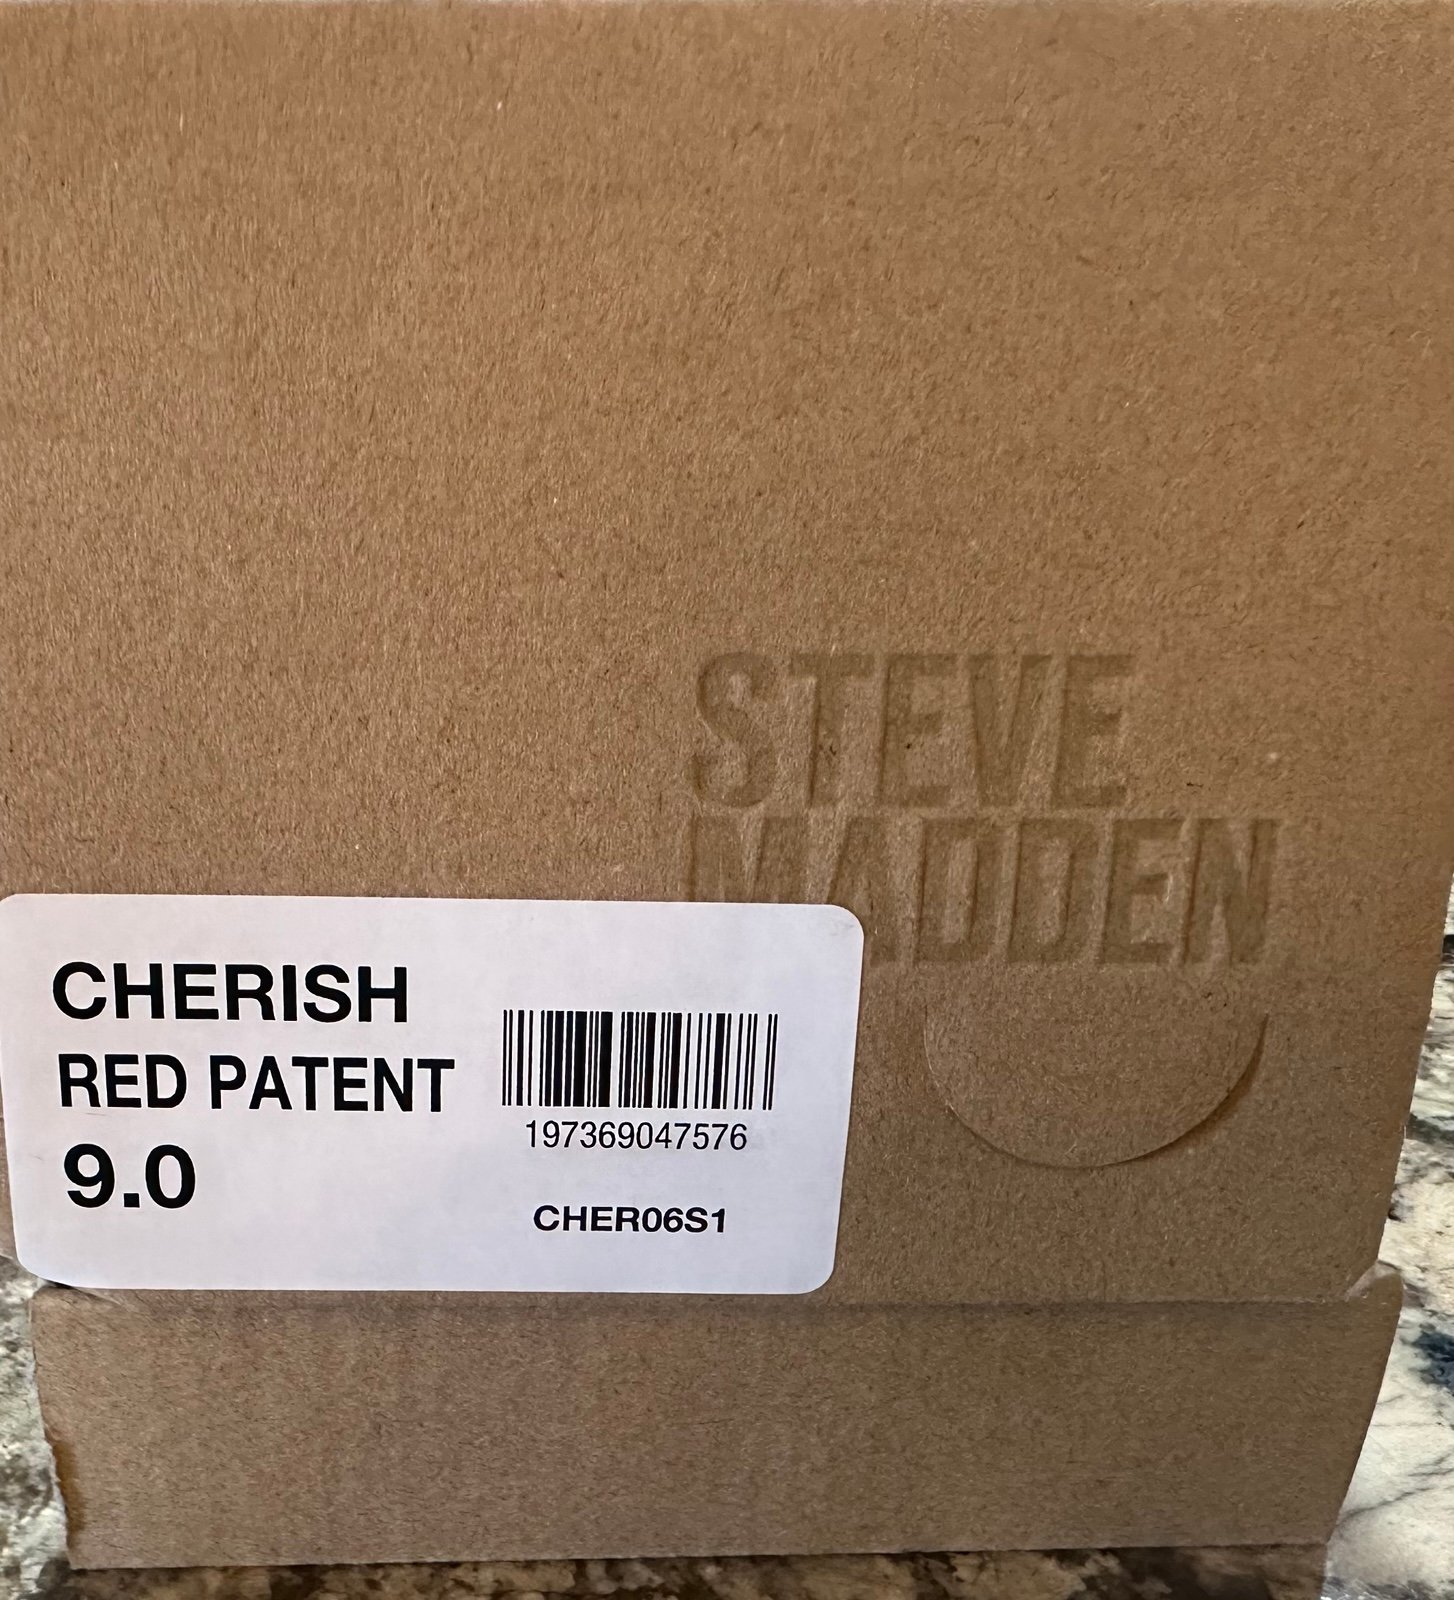 STEVE
MADDEN
CHERISH
RED PATENT
9.0
197369047576
CHER06S1